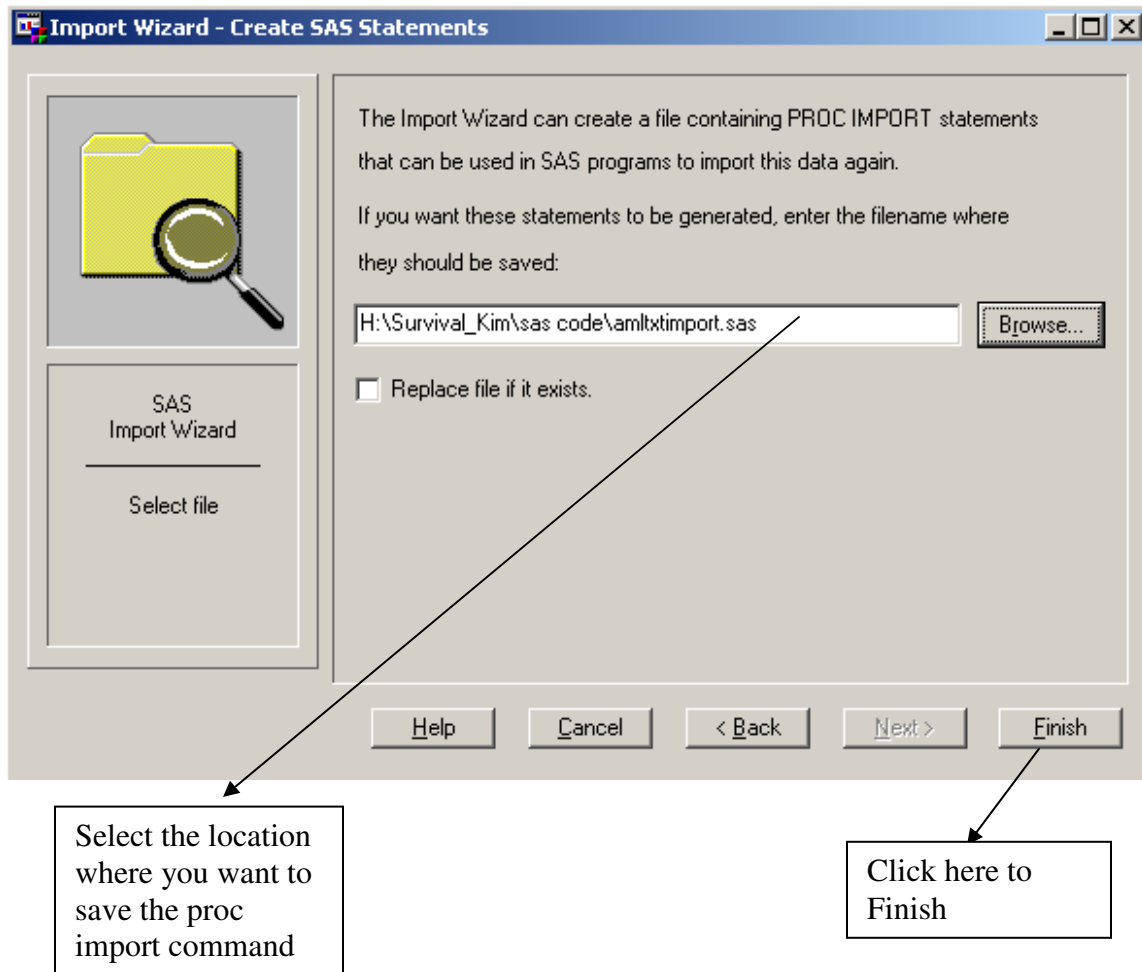 Import Wizard - Create SAS Statements
The Import Wizard can create a file containing PROC IMPORT statements
that can be used in SAS programs to import this data again.
If you want these statements to be generated, enter the filename where
they should be saved:
H:\Survival_Kim\sas code\amltxtimport.sas
Browse...
Replace file if it exists.
SAS
Import Wizard
Select file
Help
Cancel
< Back
Next >
Finish
Select the location
where you want to
save the proc
import command
Click here to
Finish